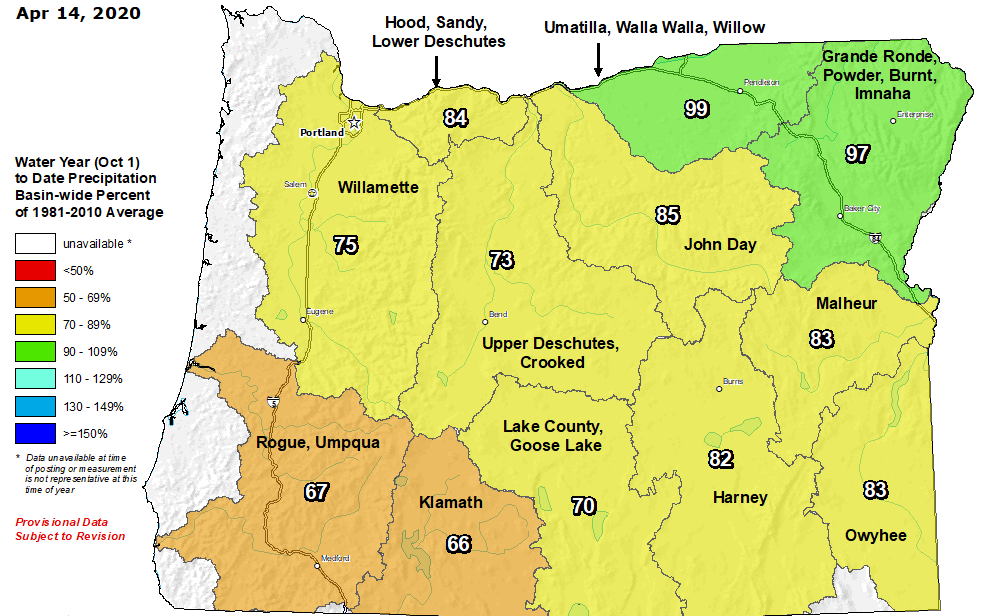 Apr 14, 2020
Hood, Sandy,
Lower Deschutes
Umatilla, Walla Walla, Willow
Grande Ronde,
Powder, Burnt,
Imnaha
Pendleton
Enterprise
99
97
84
Portland
Water Year (Oct 1)
to Date Precipitation
Basin-wide Percent
of 1981-2010 Average
unavailable *
<50%
50 - 69%
70 - 89%
90 - 109%
110 - 129%
130 - 149%
>=150%
* Data unavailable at time
of posting or measurement
is not representative at this
time of year
Provisional Data
Subject to Revision
Salem
Willamette
75
73
85
John Day
Baker City
84
Malheur
83
Eugene
Bend
Upper Deschutes,
Crooked
Burns
5
Rogue, Umpqua
67
Lake County,
Goose Lake
70
Klamath
66
82
Harney
83
Owyhee
Medford